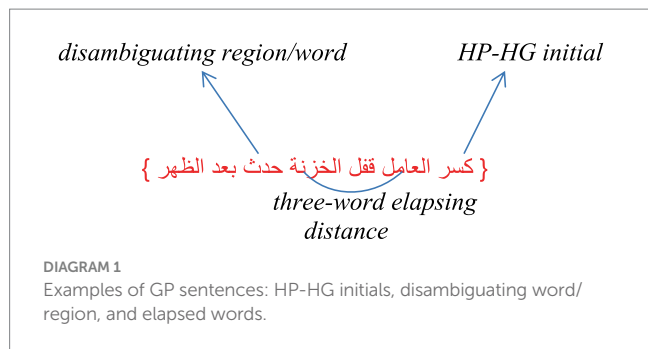 disambiguating region/word
HP-HG initial
{ كسر العامل قفل الخزنة حدث بعد الظهر }
three-word elapsing
distance
DIAGRAM 1
Examples of GP sentences: HP-HG initials, disambiguating word/
region, and elapsed words.